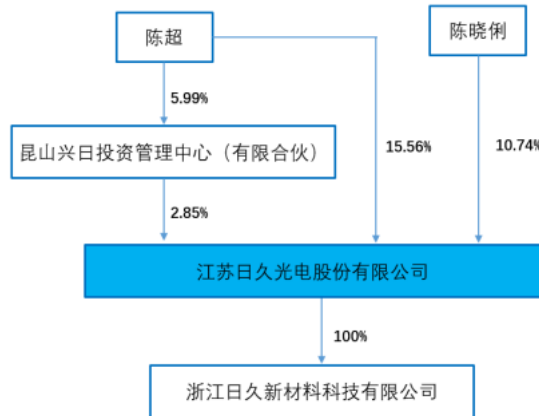 陈超
陈晓俐
5.99%
昆山兴日投资管理中心（有限合伙）
15.56%
10.74%
2.85%
江苏日久光电股份有限公司
100%
浙江日久新材料科技有限公司